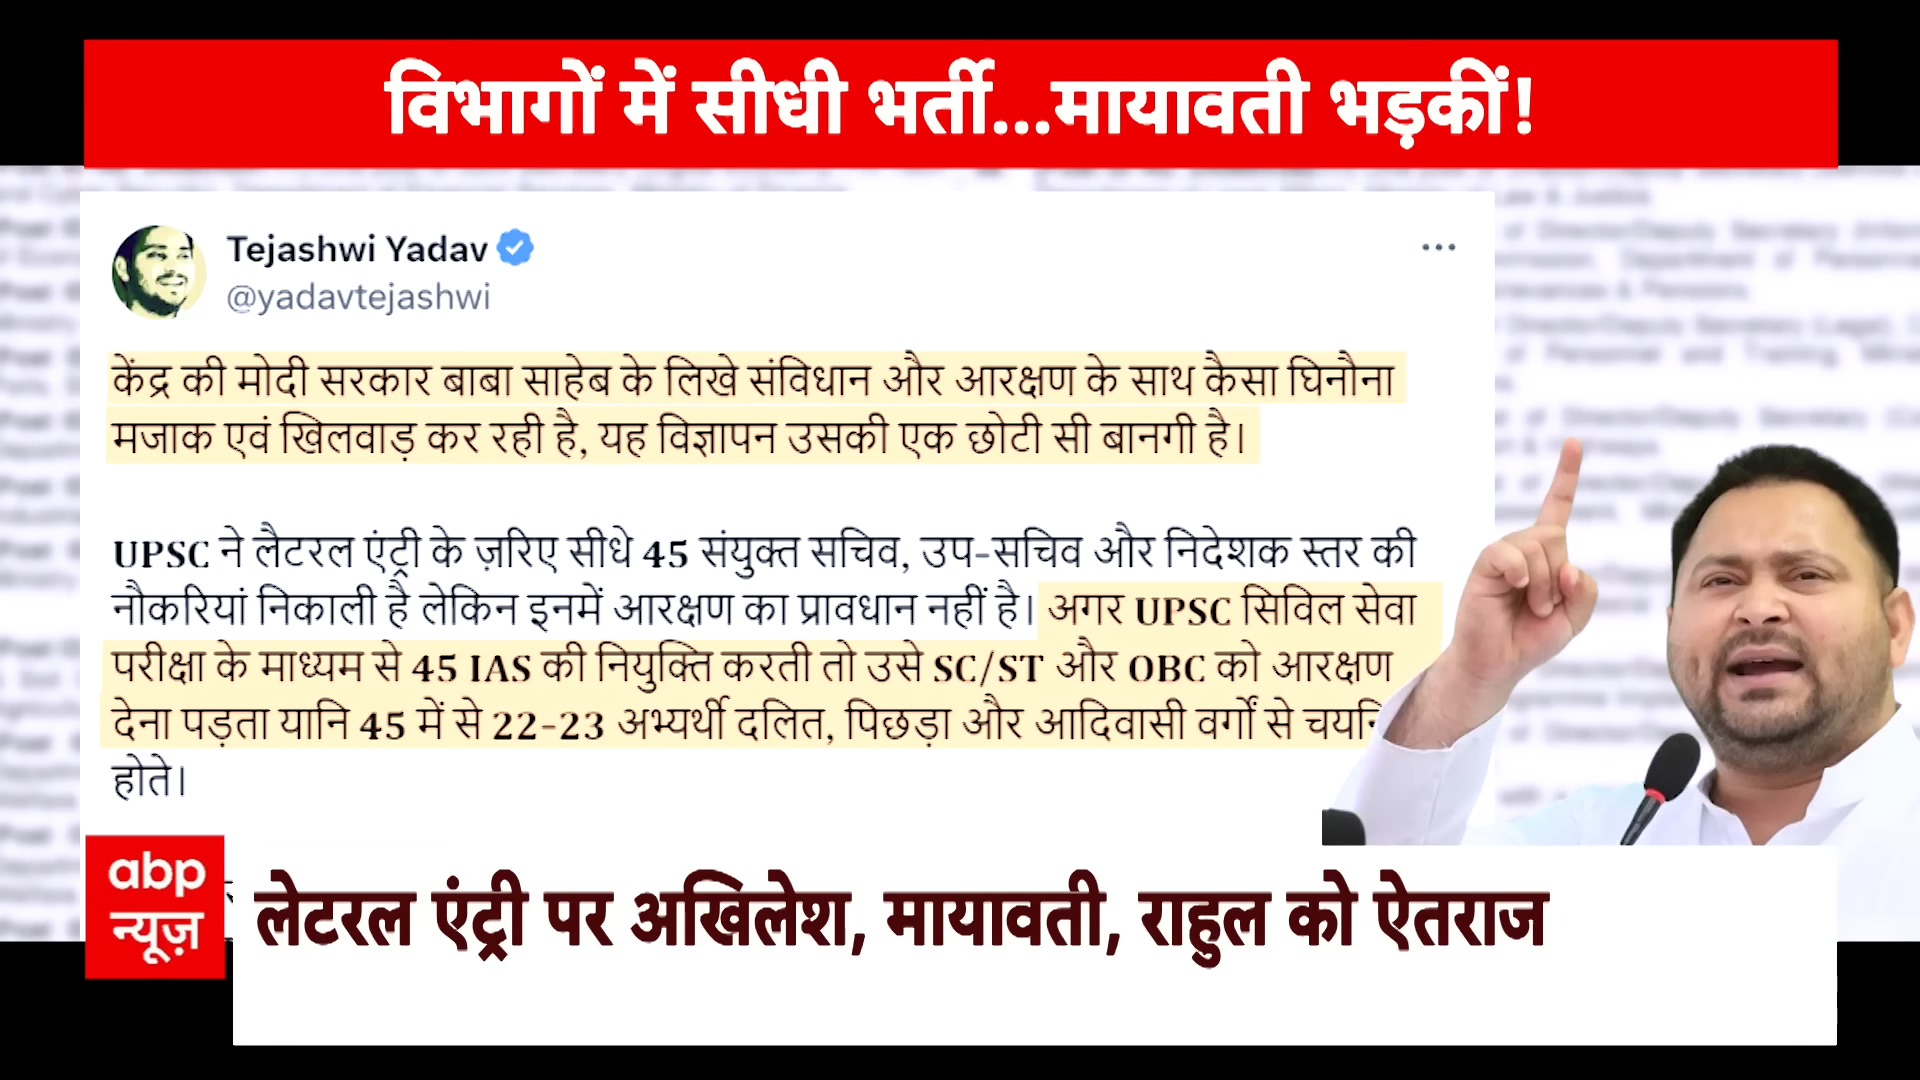 विभागों में सीधी भर्ती...मायावती भड़कीं!
Tejashwi Yadav
@yadavtejashwi
केंद्र की मोदी सरकार बाबा साहेब के लिखे संविधान और आरक्षण के साथ कैसा घिनौना
मजाक एवं खिलवाड़ कर रही है, यह विज्ञापन उसकी एक छोटी सी बानगी है।
UPSC ने लैटरल एंट्री के ज़रिए सीधे 45 संयुक्त सचिव, उप-सचिव और निदेशक स्तर की
नौकरियां निकाली है लेकिन इनमें आरक्षण का प्रावधान नहीं है। अगर UPSC सिविल सेवा
परीक्षा के माध्यम से 45 IAS की नियुक्ति करती तो उसे SC/ST और OBC को आरक्षण
देना पड़ता यानि 45 में से 22-23 अभ्यर्थी दलित, पिछड़ा और आदिवासी वर्गों से
होते।
abp
न्यूज़
लेटरल एंट्री पर अखिलेश, मायावती, राहुल को ऐतराज